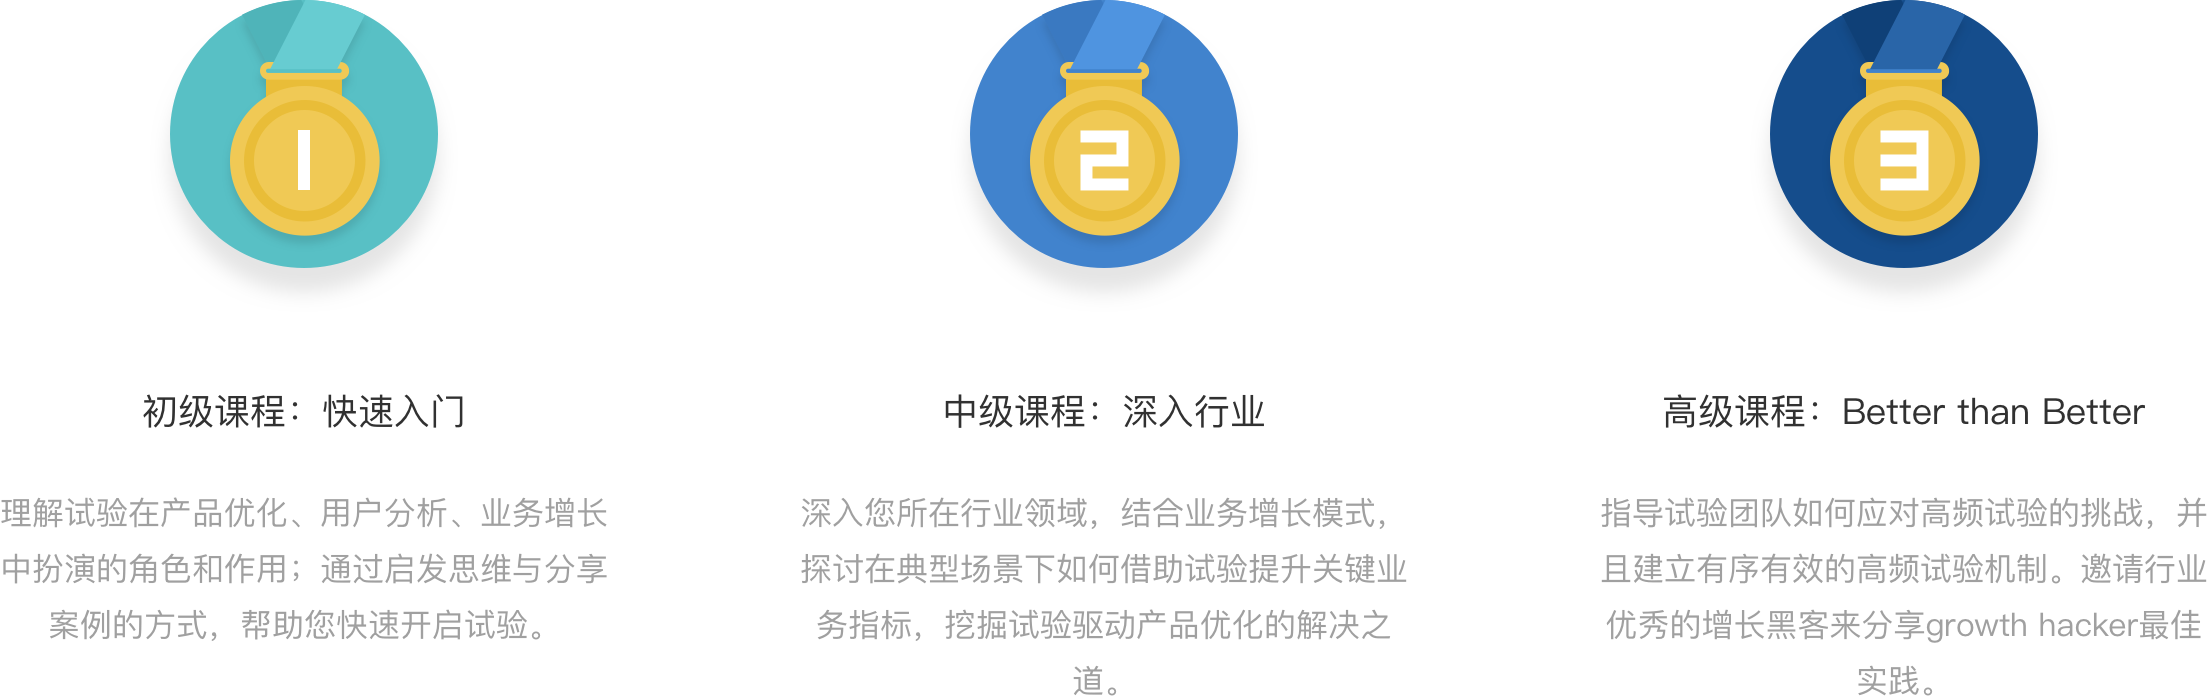 1
2
3
初级课程：快速入门
理解试验在产品优化、用户分析、业务增长
中扮演的角色和作用；通过启发思维与分享
案例的方式，帮助您快速开启试验。
中级课程：深入行业
深入您所在行业领域，结合业务增长模式，
探讨在典型场景下如何借助试验提升关键业
务指标，挖掘试验驱动产品优化的解决之
道。
高级课程：Better than Better
指导试验团队如何应对高频试验的挑战，并
且建立有序有效的高频试验机制。邀请行业
优秀的增长黑客来分享growth hacker最佳
实践。